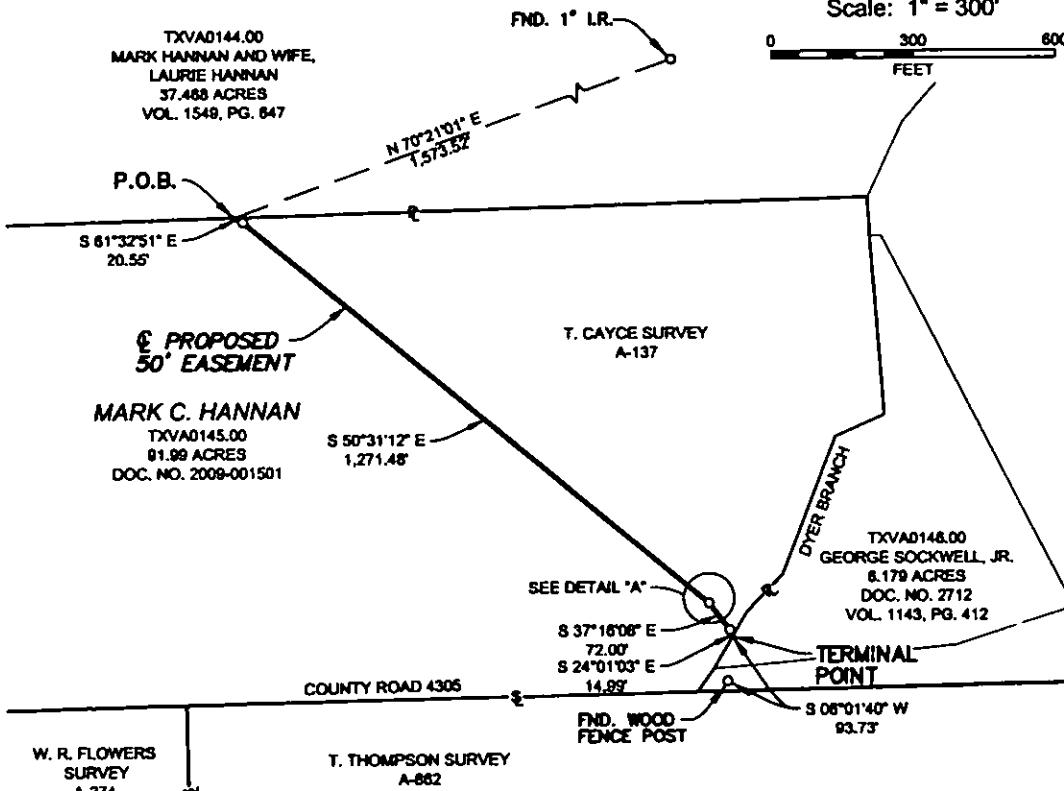 Scale: 1" = 300'
0 300 600
FEET
FND. 1" I.R.
TXVA0144.00
MARK HANNAN AND WIFE,
LAURIE HANNAN
37.468 ACRES
VOL. 1549, PG. 647
N 70°21'01" E
1,573.52'
P.O.B.
S 61°32'51" E
20.55'
℄ PROPOSED
50' EASEMENT
T. CAYCE SURVEY
A-137
MARK C. HANNAN
TXVA0145.00
91.99 ACRES
DOC. NO. 2009-001501
S 50°31'12" E
1,271.48'
DYER BRANCH
℄
TXVA0146.00
GEORGE SOCKWELL, JR.
6.179 ACRES
DOC. NO. 2712
VOL. 1143, PG. 412
SEE DETAIL "A"
S 37°16'08" E
72.00'
S 24°01'03" E
14.99'
TERMINAL
POINT
COUNTY ROAD 4305
℄
FND. WOOD
FENCE POST
S 06°01'40" W
93.73'
W. R. FLOWERS
SURVEY
T. THOMPSON SURVEY
A-662